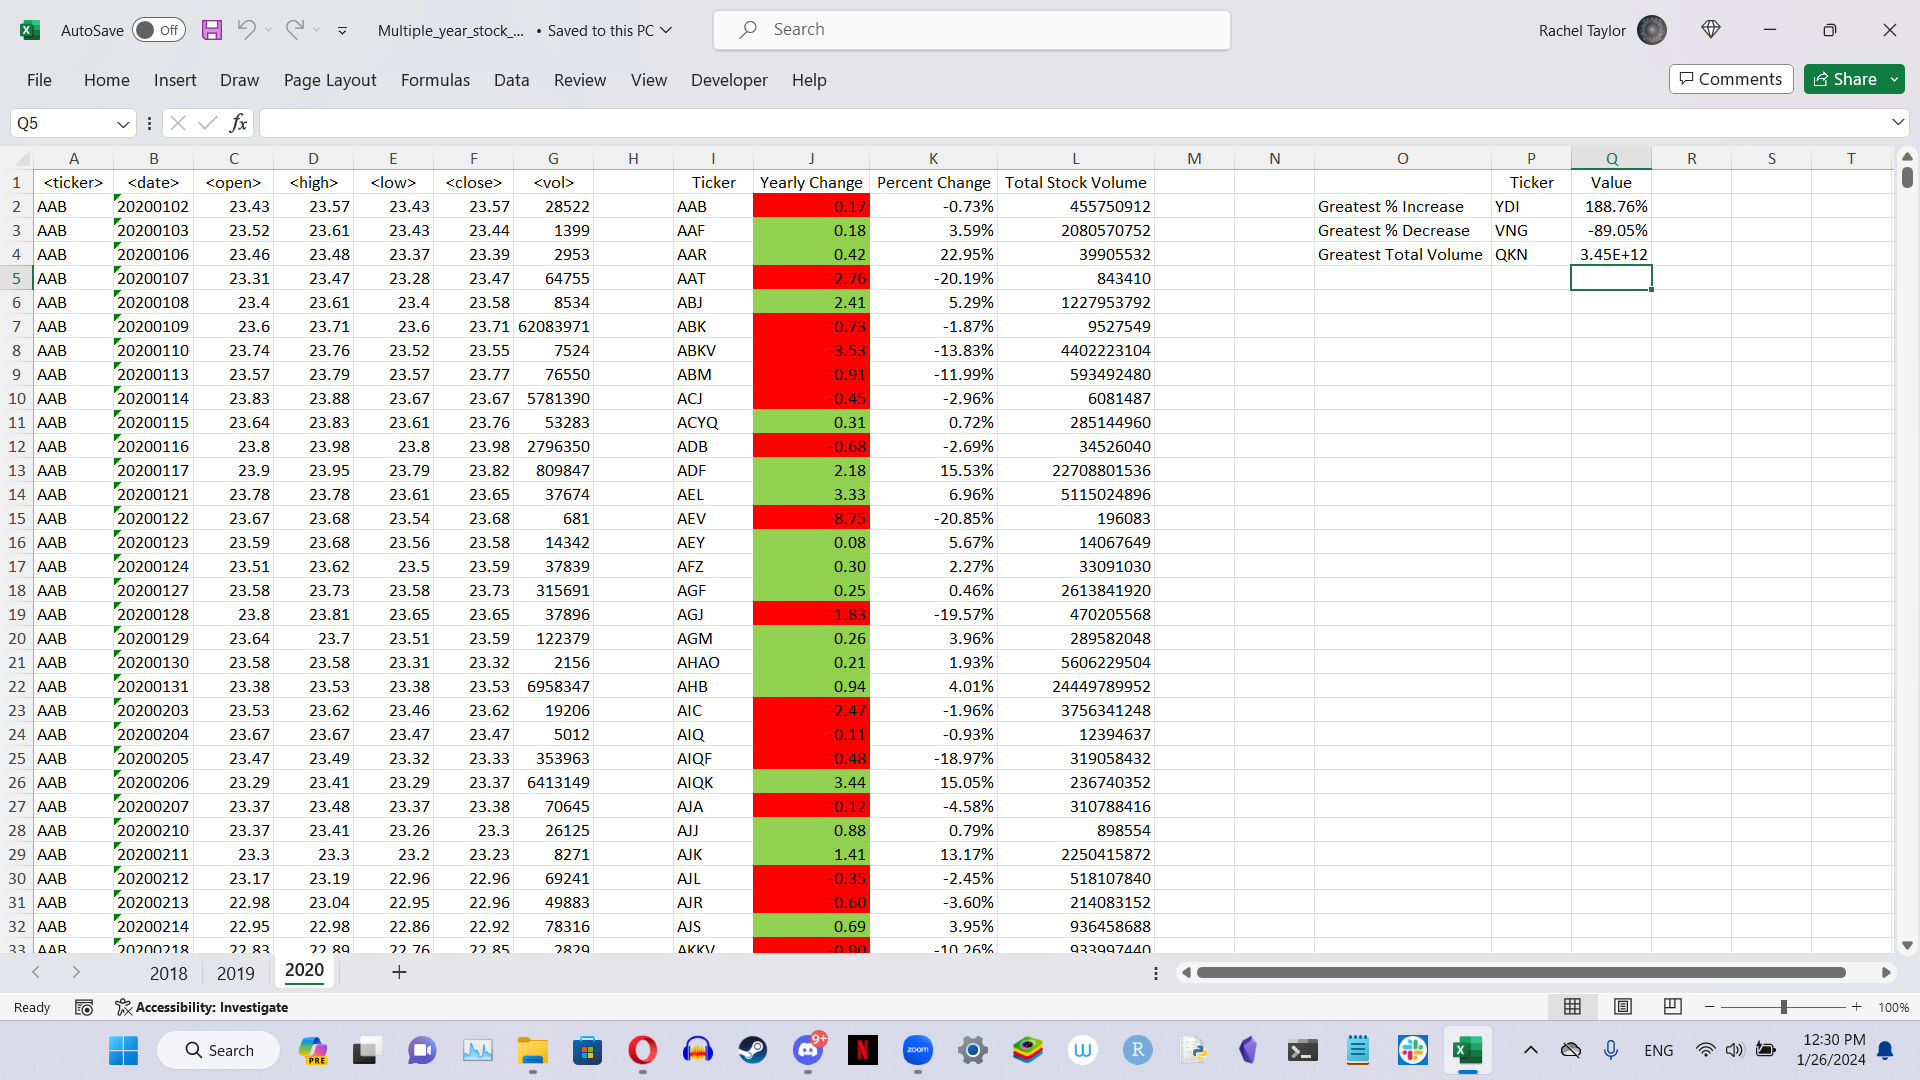 AutoSave Off Multiple_year_stock_... • Saved to this PC Search Rachel Taylor
File Home Insert Draw Page Layout Formulas Data Review View Developer Help Comments Share
Q5 fx
A B C D E F G H I J K L M N O P Q R S T
1 <ticker> <date> <open> <high> <low> <close> <vol> Ticker Yearly Change Percent Change Total Stock Volume Ticker Value
2 AAB 20200102 23.43 23.57 23.43 23.57 28522 AAB -0.17 -0.73% 455750912 Greatest % Increase YDI 188.76%
3 AAB 20200103 23.52 23.61 23.43 23.44 1399 AAF 0.18 3.59% 2080570752 Greatest % Decrease VNG -89.05%
4 AAB 20200106 23.46 23.48 23.37 23.39 2953 AAR 0.42 22.95% 39905532 Greatest Total Volume QKN 3.45E+12
5 AAB 20200107 23.31 23.47 23.28 23.47 64755 AAT -2.76 -20.19% 843410
6 AAB 20200108 23.4 23.61 23.4 23.58 8534 ABJ 2.41 5.29% 1227953792
7 AAB 20200109 23.6 23.71 23.6 23.71 62083971 ABK -0.73 -1.87% 9527549
8 AAB 20200110 23.74 23.76 23.52 23.55 7524 ABKV -3.53 -13.83% 4402223104
9 AAB 20200113 23.57 23.79 23.57 23.77 76550 ABM -0.91 -11.99% 593492480
10 AAB 20200114 23.83 23.88 23.67 23.67 5781390 ACJ -0.45 -2.96% 6081487
11 AAB 20200115 23.64 23.83 23.61 23.76 53283 ACYQ 0.31 0.72% 285144960
12 AAB 20200116 23.8 23.98 23.8 23.98 2796350 ADB -0.68 -2.69% 34526040
13 AAB 20200117 23.9 23.95 23.79 23.82 809847 ADF 2.18 15.53% 22708801536
14 AAB 20200121 23.78 23.78 23.61 23.65 37674 AEL 3.33 6.96% 5115024896
15 AAB 20200122 23.67 23.68 23.54 23.68 681 AEV -8.75 -20.85% 196083
16 AAB 20200123 23.59 23.68 23.56 23.58 14342 AEY 0.08 5.67% 14067649
17 AAB 20200124 23.51 23.62 23.5 23.59 37839 AFZ 0.30 2.27% 33091030
18 AAB 20200127 23.58 23.73 23.58 23.73 315691 AGF 0.25 0.46% 2613841920
19 AAB 20200128 23.8 23.81 23.65 23.65 37896 AGJ -1.83 -19.57% 470205568
20 AAB 20200129 23.64 23.7 23.51 23.59 122379 AGM 0.26 3.96% 289582048
21 AAB 20200130 23.58 23.58 23.31 23.32 2156 AHAO 0.21 1.93% 5606229504
22 AAB 20200131 23.38 23.53 23.38 23.53 6958347 AHB 0.94 4.01% 24449789952
23 AAB 20200203 23.53 23.62 23.46 23.62 19206 AIC -2.47 -1.96% 3756341248
24 AAB 20200204 23.67 23.67 23.47 23.47 5012 AIQ -0.11 -0.93% 12394637
25 AAB 20200205 23.47 23.49 23.32 23.33 353963 AIQF -0.48 -18.97% 319058432
26 AAB 20200206 23.29 23.41 23.29 23.37 6413149 AIQK 3.44 15.05% 236740352
27 AAB 20200207 23.37 23.48 23.37 23.38 70645 AJA -0.12 -4.58% 310788416
28 AAB 20200210 23.37 23.41 23.26 23.3 26125 AJJ 0.88 0.79% 898554
29 AAB 20200211 23.3 23.3 23.2 23.23 8271 AJK 1.41 13.17% 2250415872
30 AAB 20200212 23.17 23.19 22.96 22.96 69241 AJL -0.35 -2.45% 518107840
31 AAB 20200213 22.98 23.04 22.95 22.96 49883 AJR -0.60 -3.60% 214083152
32 AAB 20200214 22.95 22.98 22.86 22.92 78316 AJS 0.69 3.95% 936458688
33 AAB 20200218 22.83 22.89 22.76 22.85 2829 AKKV -0.90 -10.26% 933997440
2018 2019 2020
Ready Accessibility: Investigate 100%
Search PRE 9+ N zoom W R ENG 12:30 PM
1/26/2024